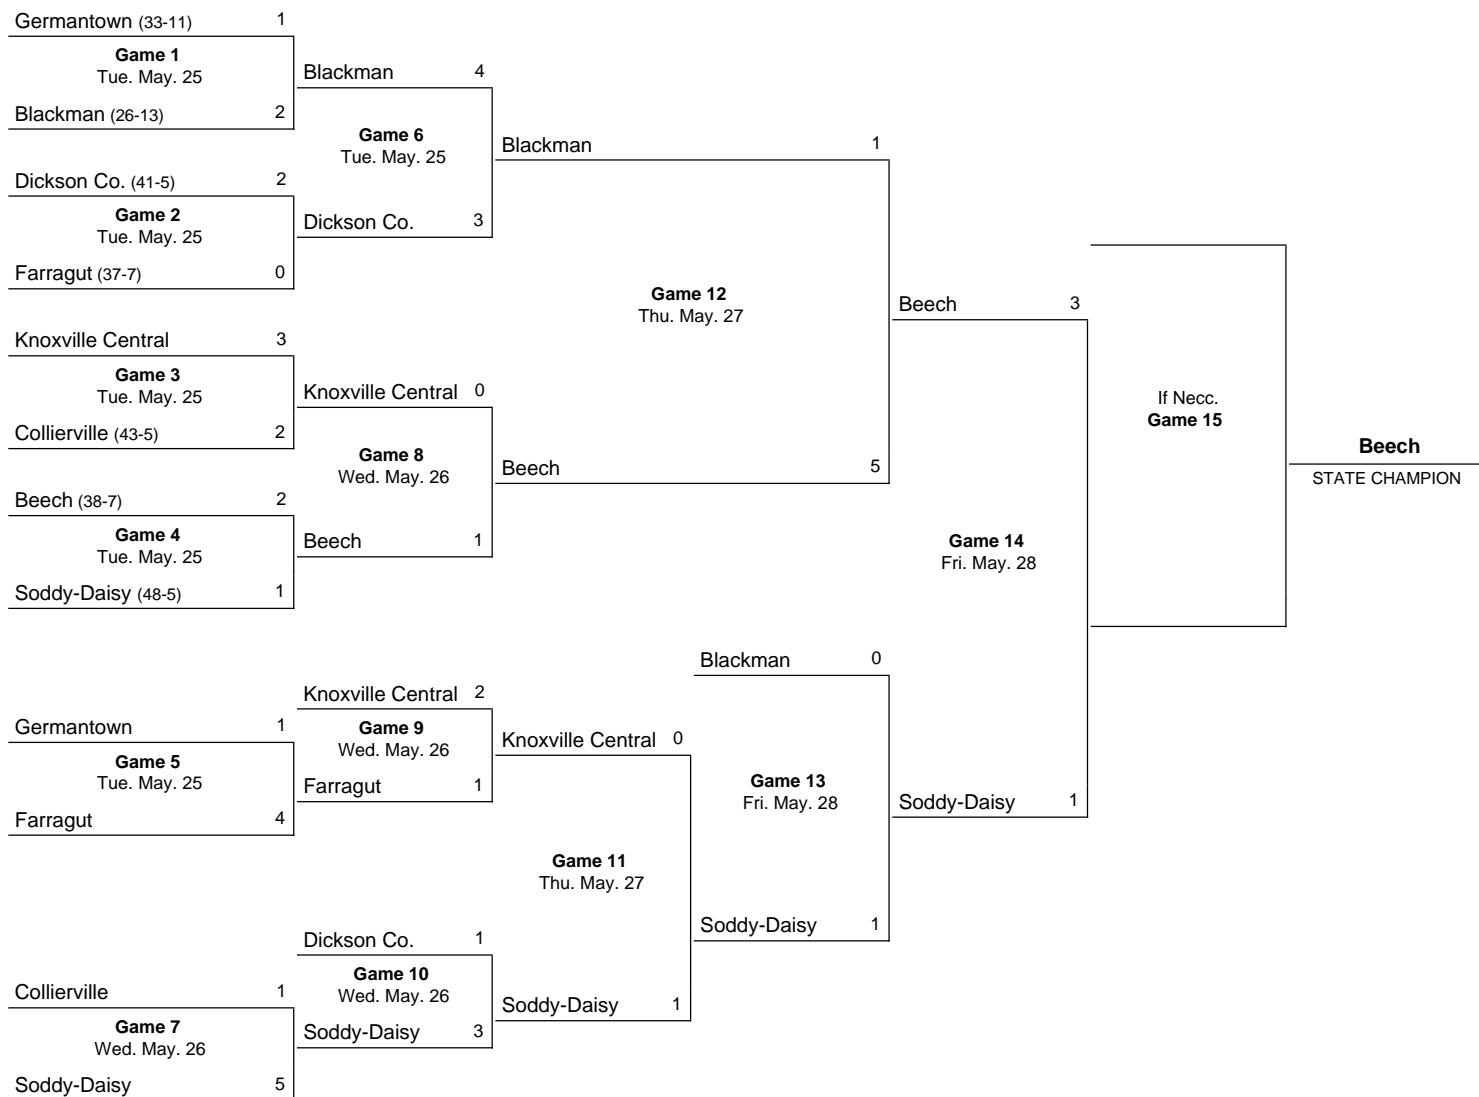 Germantown (33-11) 1
Game 1
Tue. May. 25
Blackman (26-13) 2
Dickson Co. (41-5) 2
Game 2
Tue. May. 25
Farragut (37-7) 0
Knoxville Central 3
Game 3
Tue. May. 25
Collierville (43-5) 2
Beech (38-7) 2
Game 4
Tue. May. 25
Soddy-Daisy (48-5) 1
Germantown 1
Game 5
Tue. May. 25
Farragut 4
Collierville 1
Game 7
Wed. May. 26
Soddy-Daisy 5
Blackman 4
Game 6
Tue. May. 25
Dickson Co. 3
Knoxville Central 0
Game 8
Wed. May. 26
Beech 1
Knoxville Central 2
Game 9
Wed. May. 26
Farragut 1
Dickson Co. 1
Game 10
Wed. May. 26
Soddy-Daisy 3
Blackman 1
Game 12
Thu. May. 27
Beech 5
Knoxville Central 0
Game 11
Thu. May. 27
Soddy-Daisy 1
Blackman 0
Game 13
Fri. May. 28
Soddy-Daisy 1
Beech 3
Game 14
Fri. May. 28
Soddy-Daisy 1
If Necc.
Game 15
Beech
STATE CHAMPION